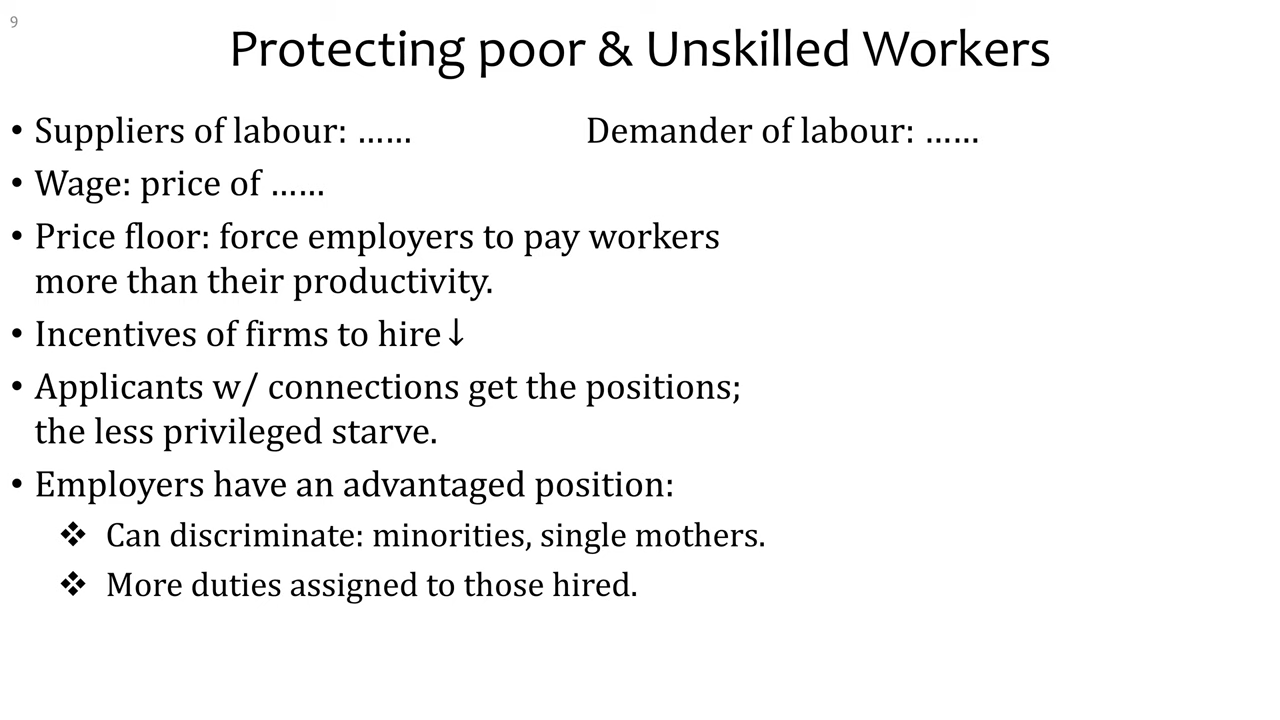 9
Protecting poor & Unskilled Workers
• Suppliers of labour: …… Demander of labour: ……
• Wage: price of ……
• Price floor: force employers to pay workers
more than their productivity.
• Incentives of firms to hire↓
• Applicants w/ connections get the positions;
the less privileged starve.
• Employers have an advantaged position:
❖ Can discriminate: minorities, single mothers.
❖ More duties assigned to those hired.